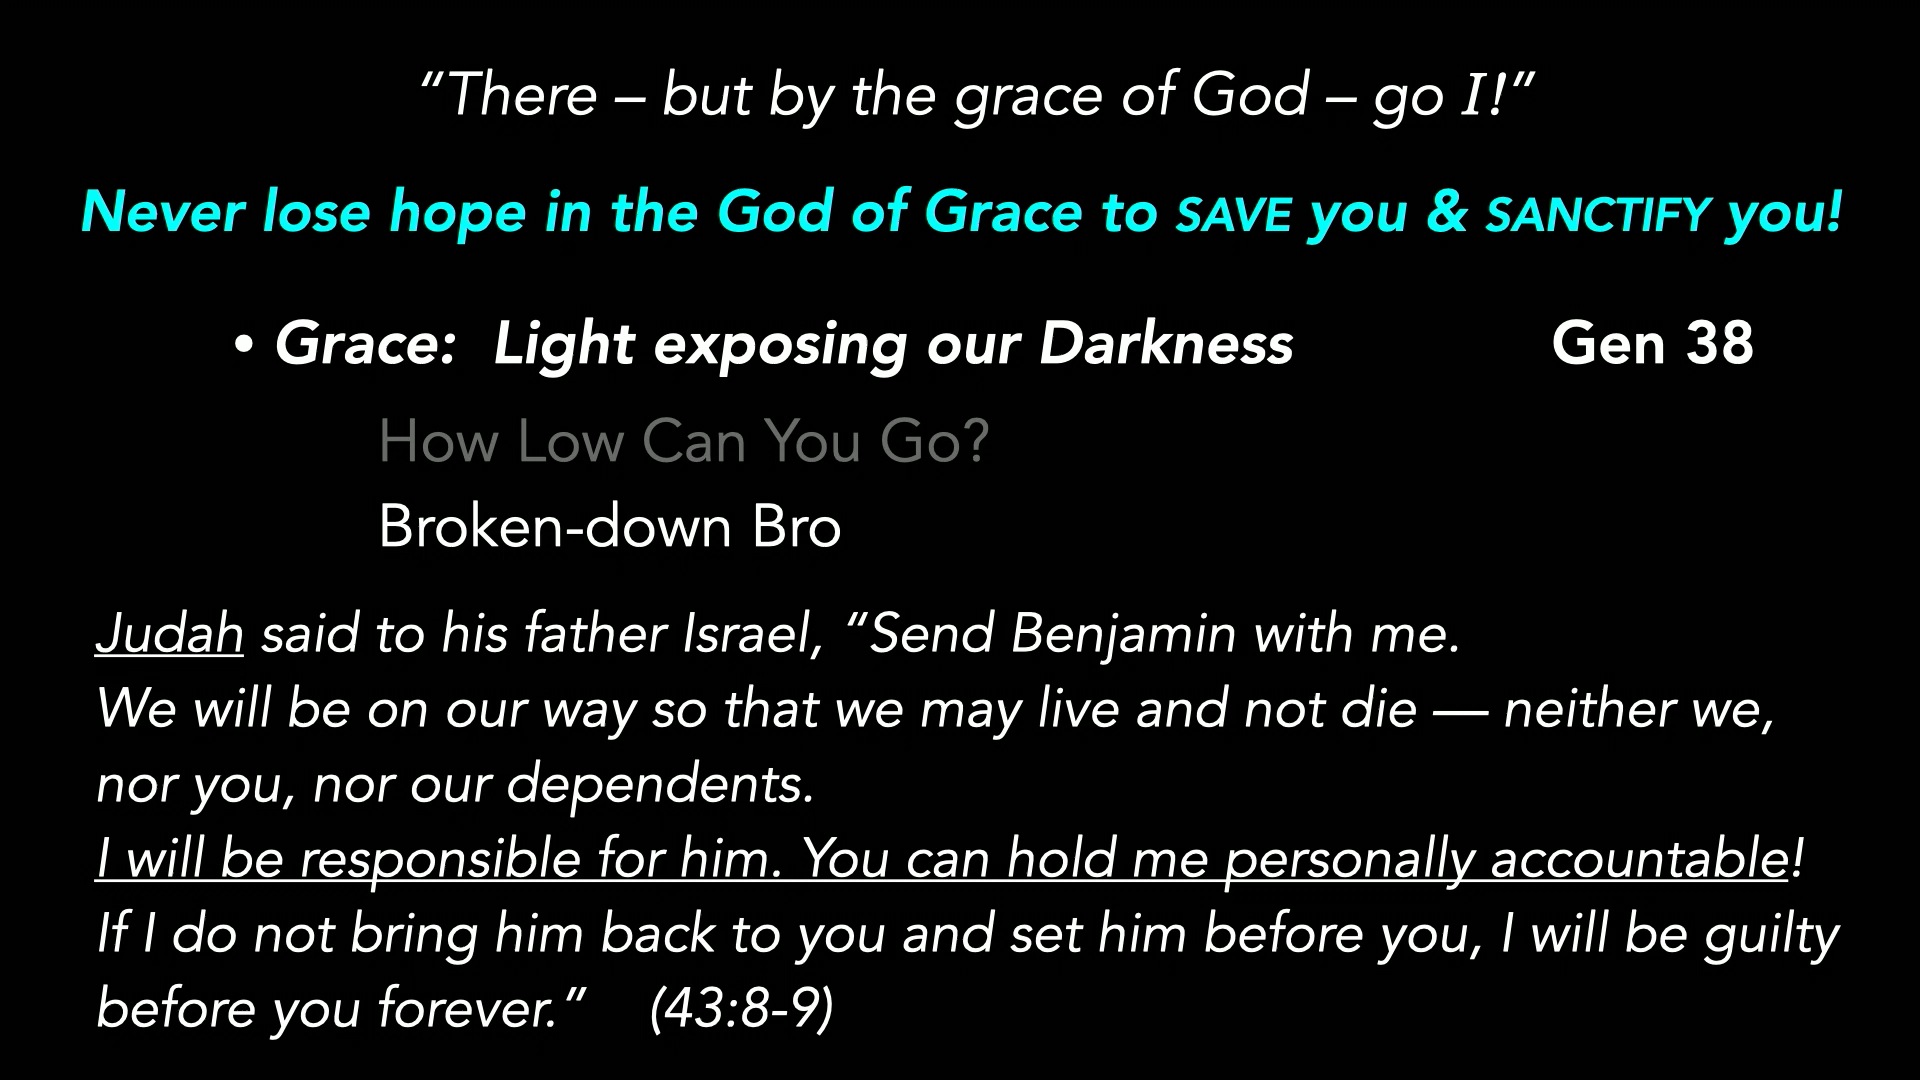 “There – but by the grace of God – go I!”
Never lose hope in the God of Grace to SAVE you & SANCTIFY you!
• Grace: Light exposing our Darkness Gen 38
How Low Can You Go?
Broken-down Bro
Judah said to his father Israel, “Send Benjamin with me.
We will be on our way so that we may live and not die — neither we,
nor you, nor our dependents.
I will be responsible for him. You can hold me personally accountable!
If I do not bring him back to you and set him before you, I will be guilty
before you forever.” (43:8-9)